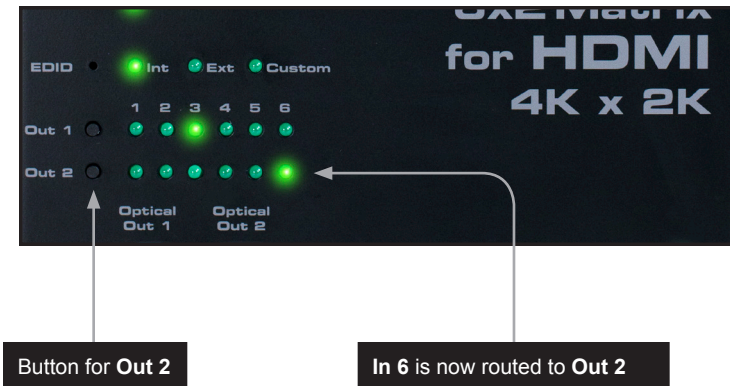 EDID Int Ext Custom
for HDMI
4K x 2K
1 2 3 4 5 6
Out 1
Out 2
Optical Out 1
Optical Out 2
Button for Out 2
In 6 is now routed to Out 2